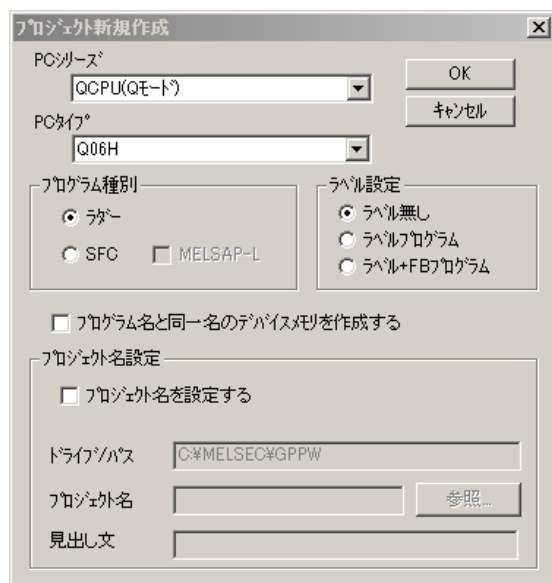 プロジェクト新規作成
PCシリーズ
QCPU(Qモード)
OK
キャンセル
PCタイプ
Q06H
プログラム種別
ラダー
SFC
MELSAP-L
ラベル設定
ラベル無し
ラベルプログラム
ラベル+FBプログラム
プログラム名と同一名のデバイスメモリを作成する
プロジェクト名設定
プロジェクト名を設定する
ドライブ/パス
C:¥MELSEC¥GPPW
プロジェクト名
参照...
見出し文